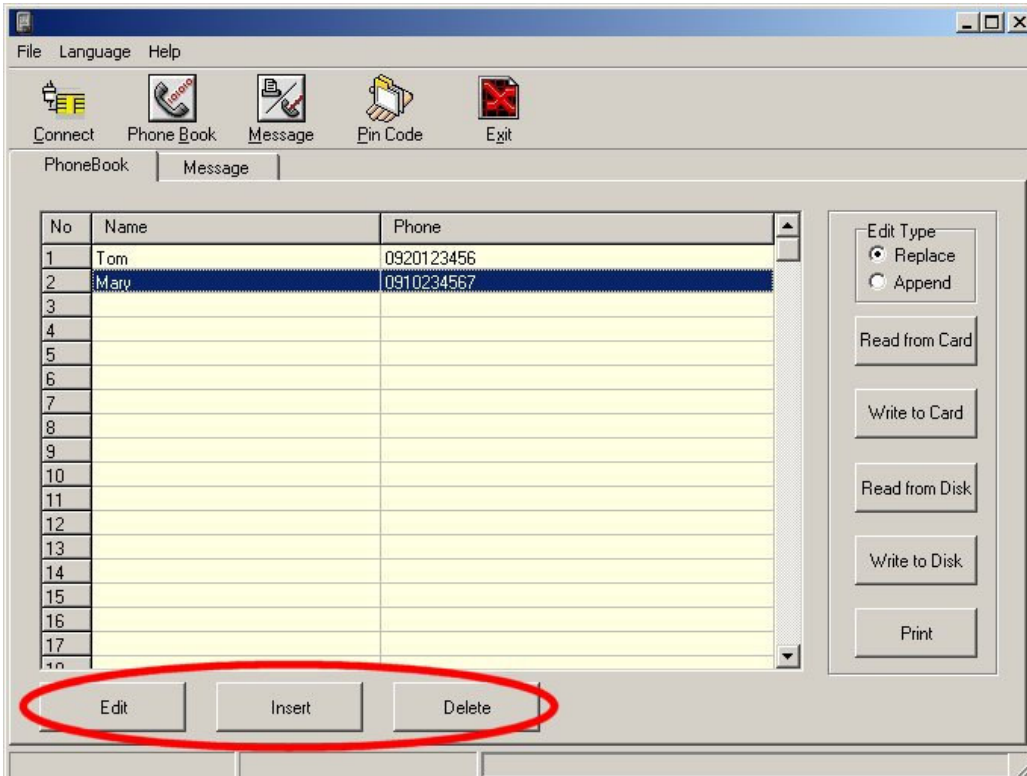 File Language Help
Connect Phone Book Message Pin Code Exit
PhoneBook Message
No Name Phone
1 Tom 0920123456
2 Mary 0910234567
3
4
5
6
7
8
9
10
11
12
13
14
15
16
17
18
Edit Type
Replace
Append
Read from Card
Write to Card
Read from Disk
Write to Disk
Print
Edit Insert Delete